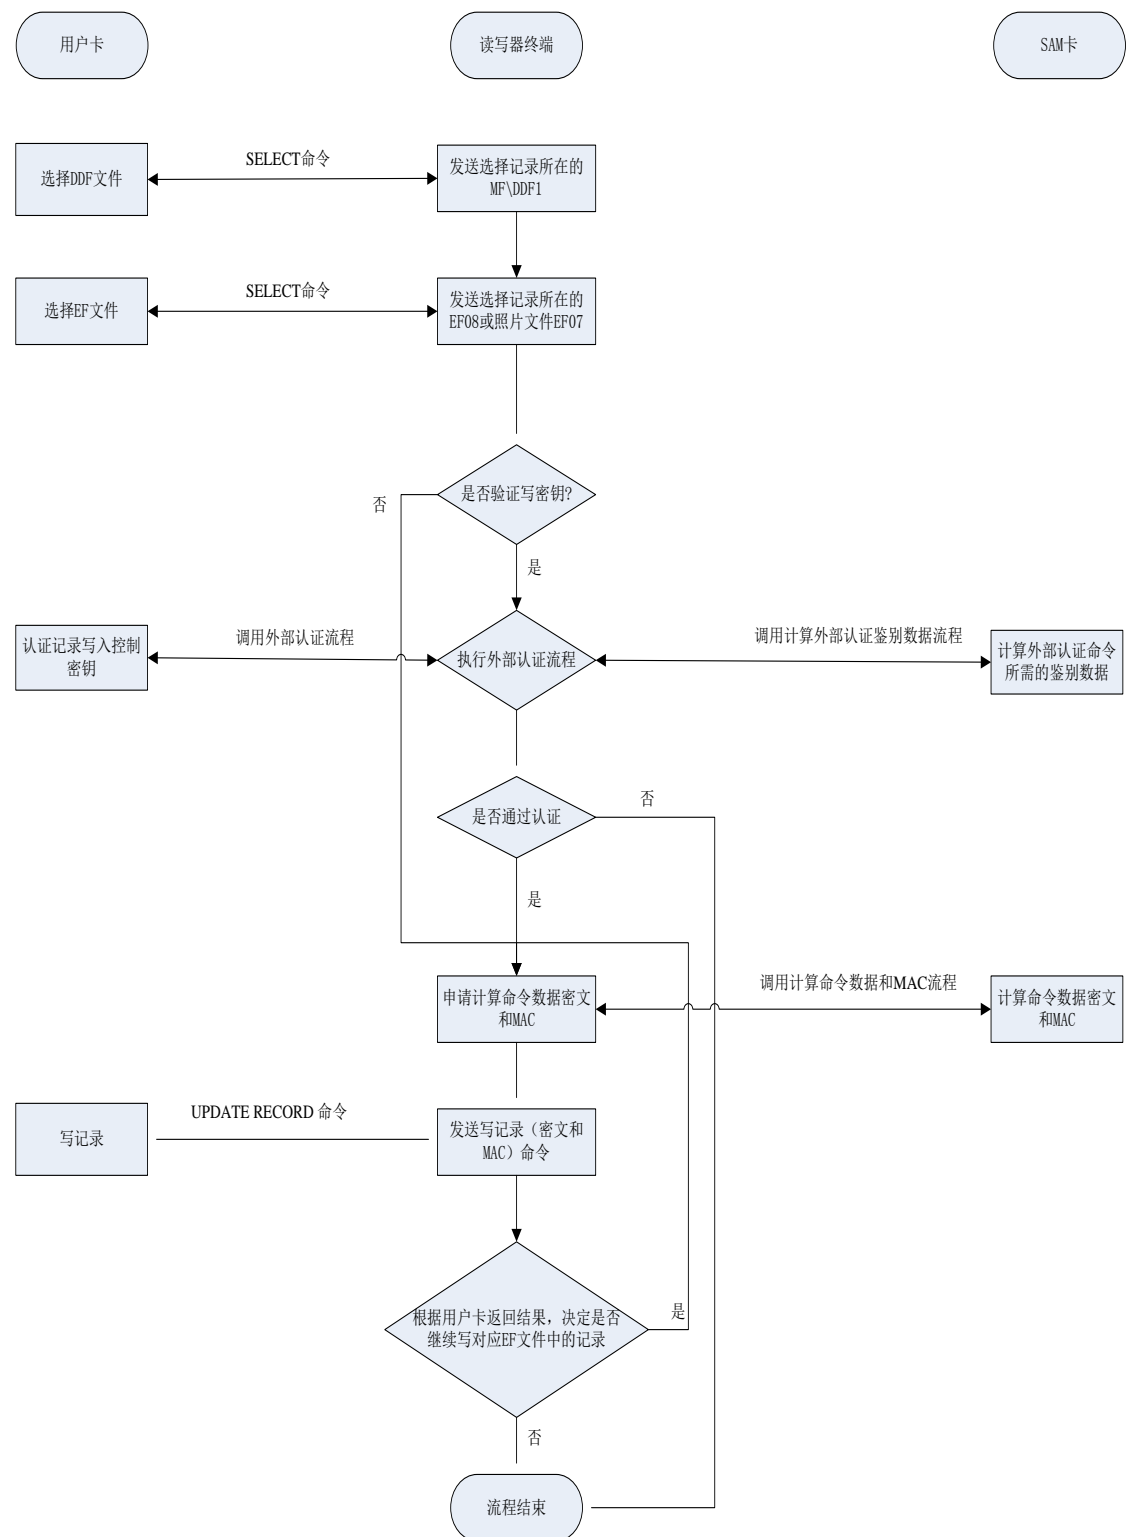 用户卡
读写器终端
SAM卡
选择DDF文件
SELECT命令
发送选择记录所在的
MF\DDF1
选择EF文件
SELECT命令
发送选择记录所在的
EF08或照片文件EF07
否
是否验证写密钥?
是
认证记录写入控制
密钥
调用外部认证流程
执行外部认证流程
调用计算外部认证鉴别数据流程
计算外部认证命令
所需的鉴别数据
是否通过认证
否
是
申请计算命令数据密文
和MAC
调用计算命令数据和MAC流程
计算命令数据密文
和MAC
写记录
UPDATE RECORD 命令
发送写记录（密文和
MAC）命令
根据用户卡返回结果，决定是否
继续写对应EF文件中的记录
是
否
流程结束